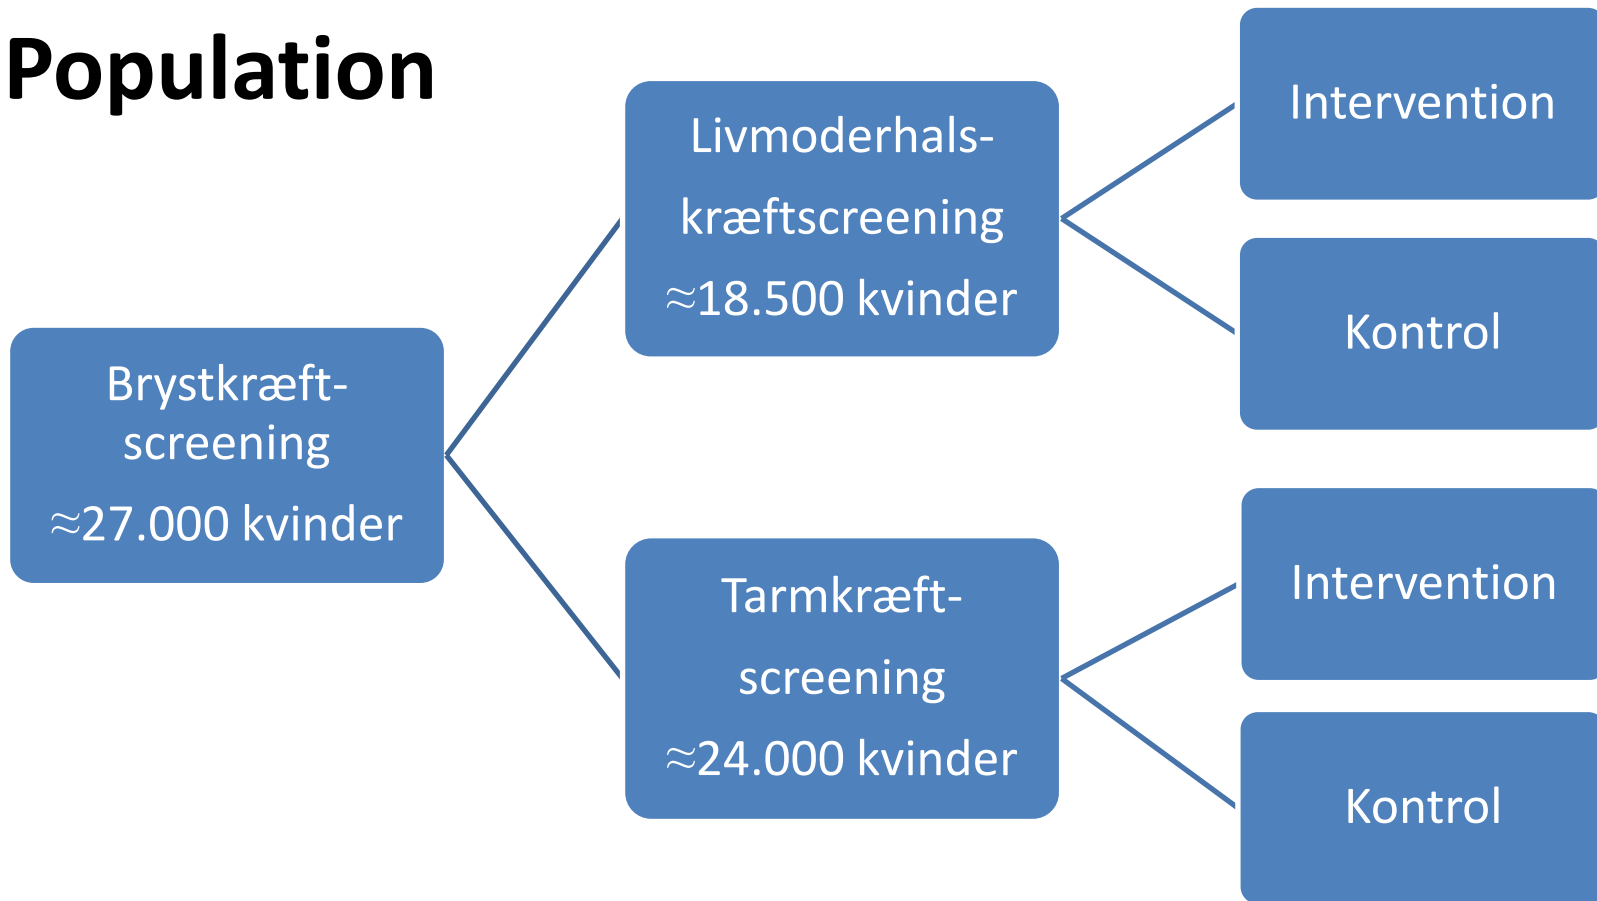 Population
Brystkræft-
screening
≈27.000 kvinder
Livmoderhals-
kræftscreening
≈18.500 kvinder
Tarmkræft-
screening
≈24.000 kvinder
Intervention
Kontrol
Intervention
Kontrol